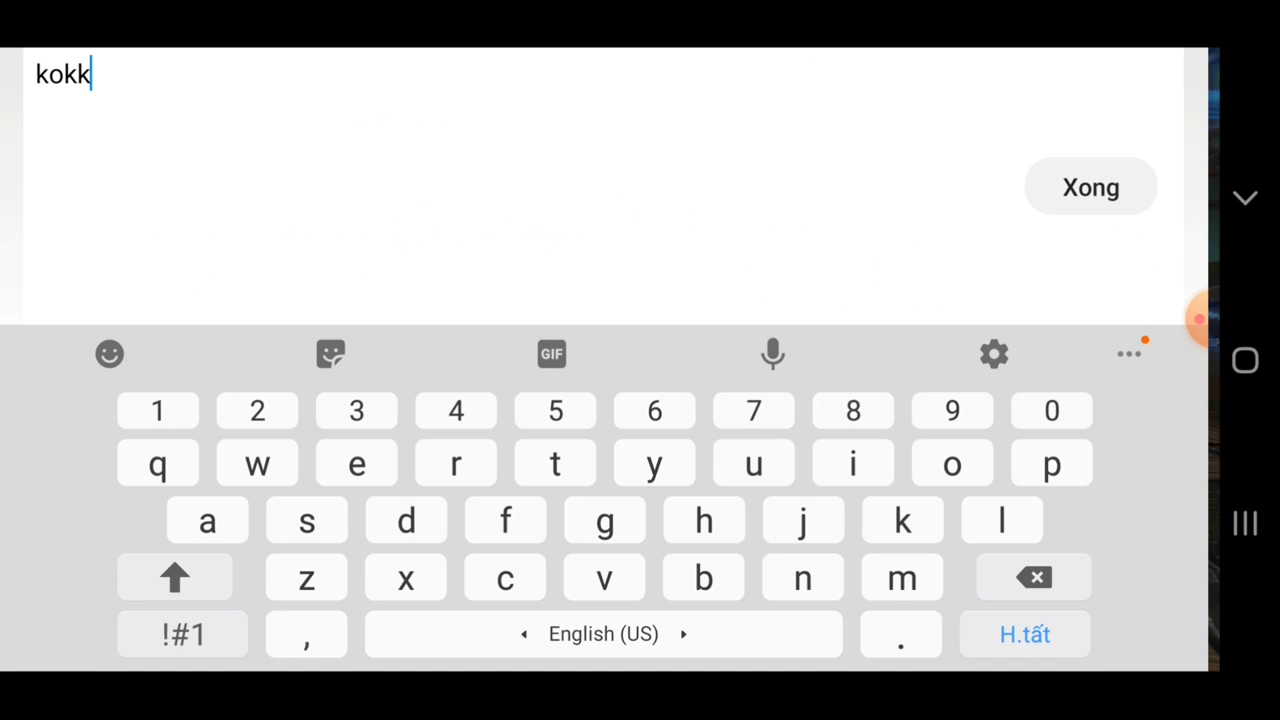 kokk
Xong
GIF
1 2 3 4 5 6 7 8 9 0
q w e r t y u i o p
a s d f g h j k l
z x c v b n m
!#1 , English (US) . H.tất